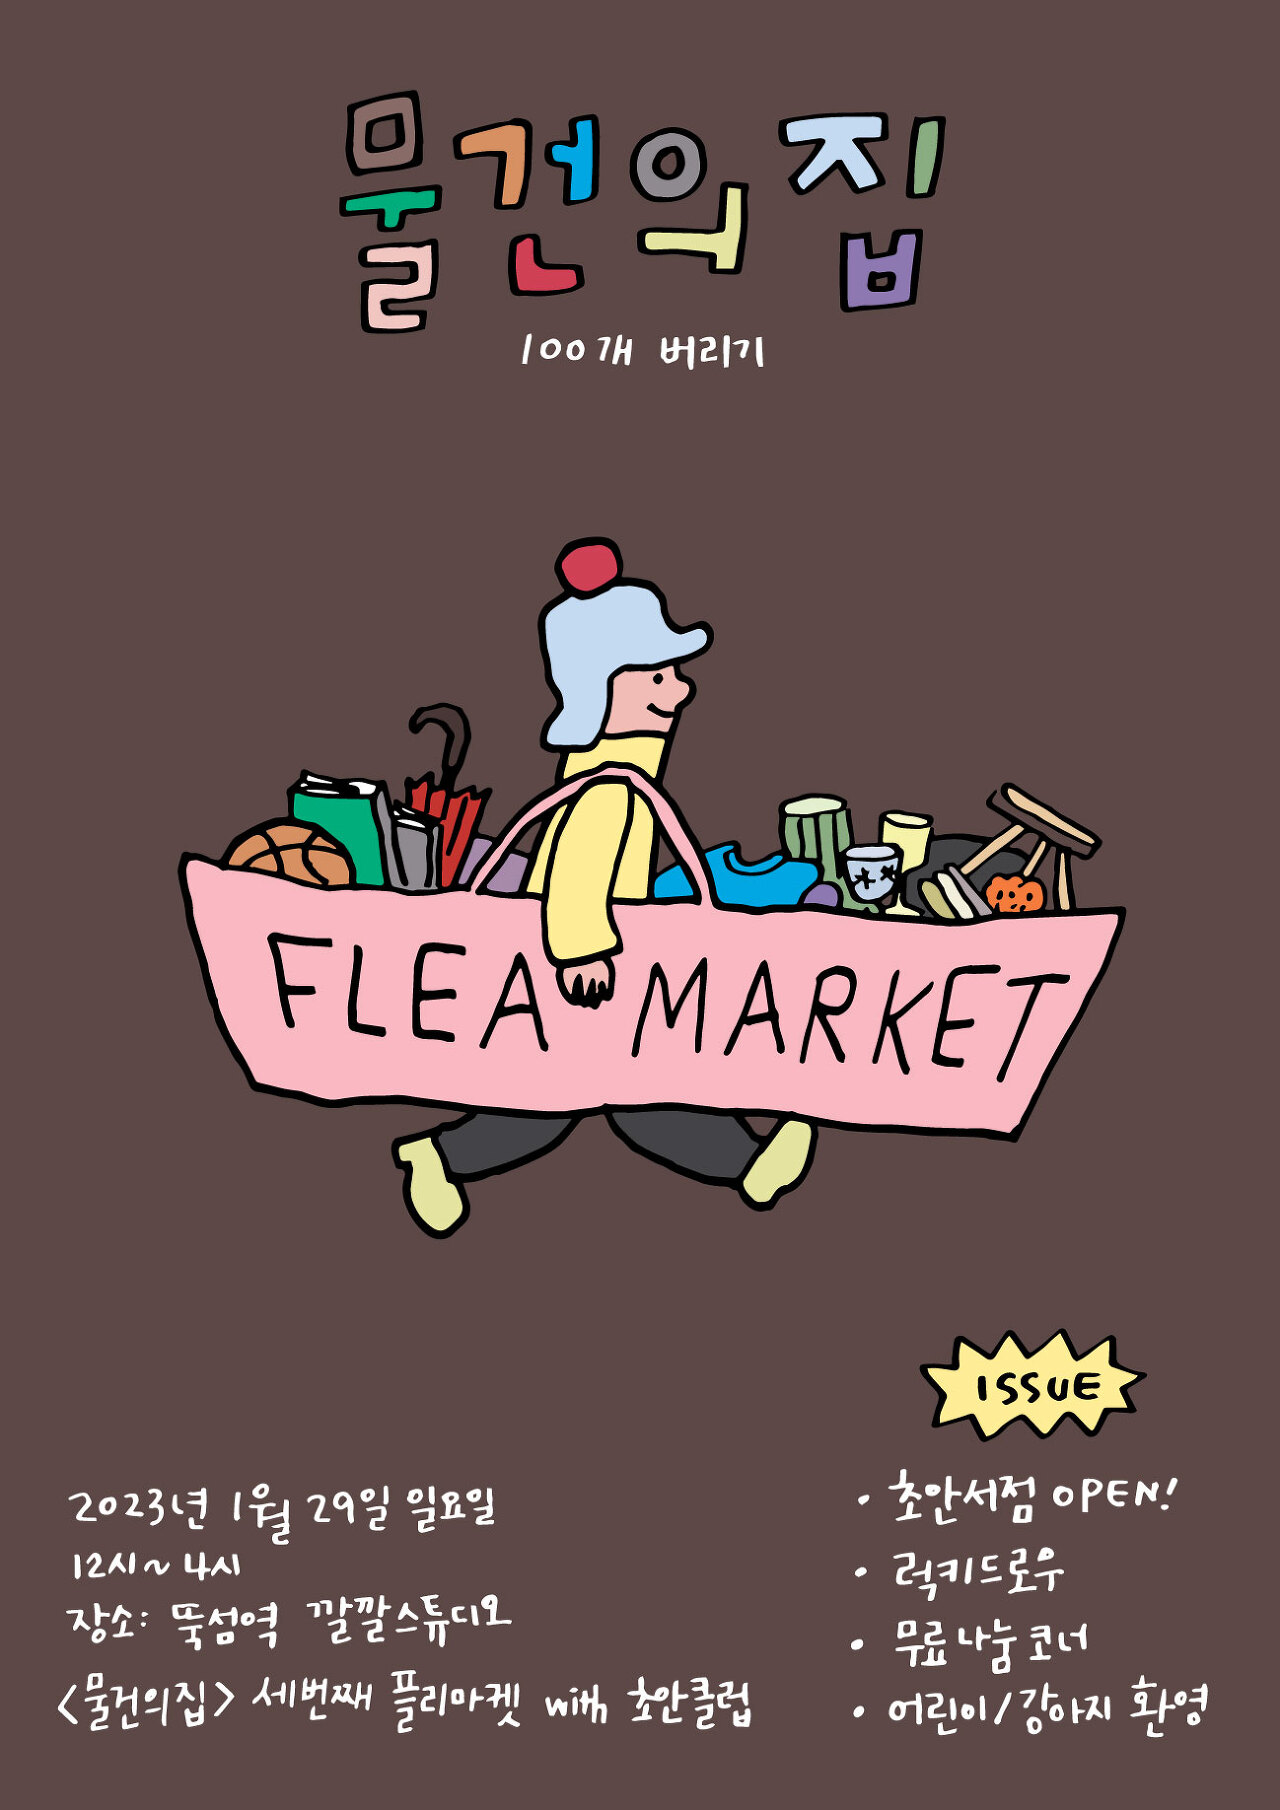 물건의 집
100개 버리기
FLEA MARKET
2023년 1월 29일 일요일
12시~4시
장소: 뚝섬역 깔깔스튜디오
<물건의집> 세번째 플리마켓 with 초안클럽
ISSUE
· 초안서점 OPEN!
· 럭키드로우
· 무료나눔코너
· 어린이/강아지 환영